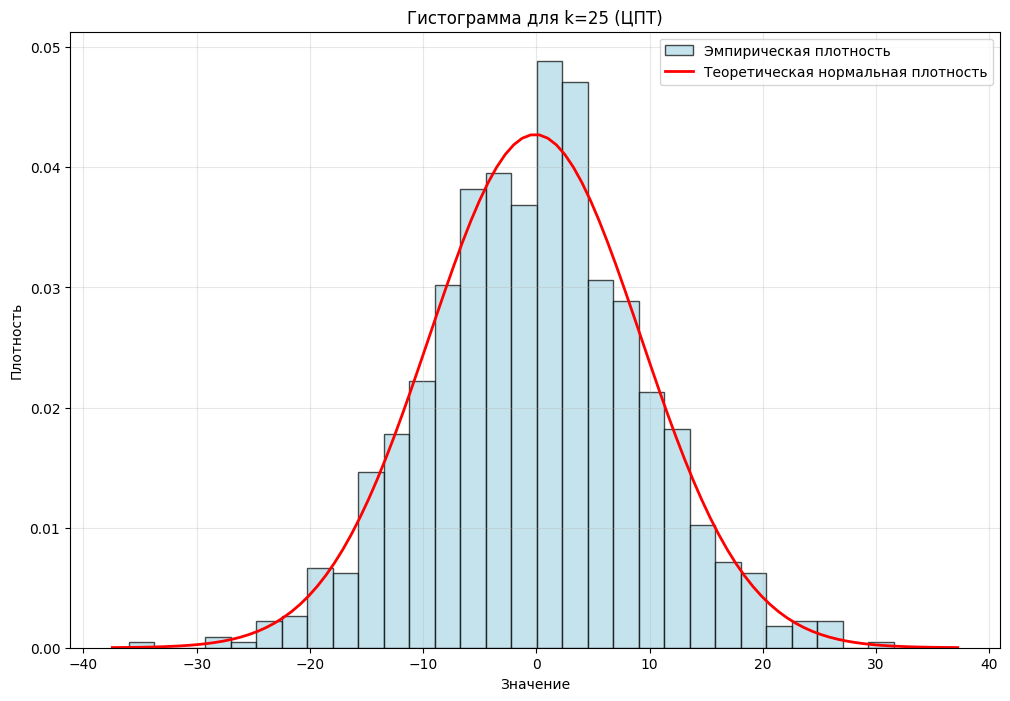 Гистограмма для k=25 (ЦПТ)
Эмпирическая плотность
Теоретическая нормальная плотность
Плотность
0.05
0.04
0.03
0.02
0.01
0.00
−40 −30 −20 −10 0 10 20 30 40
Значение